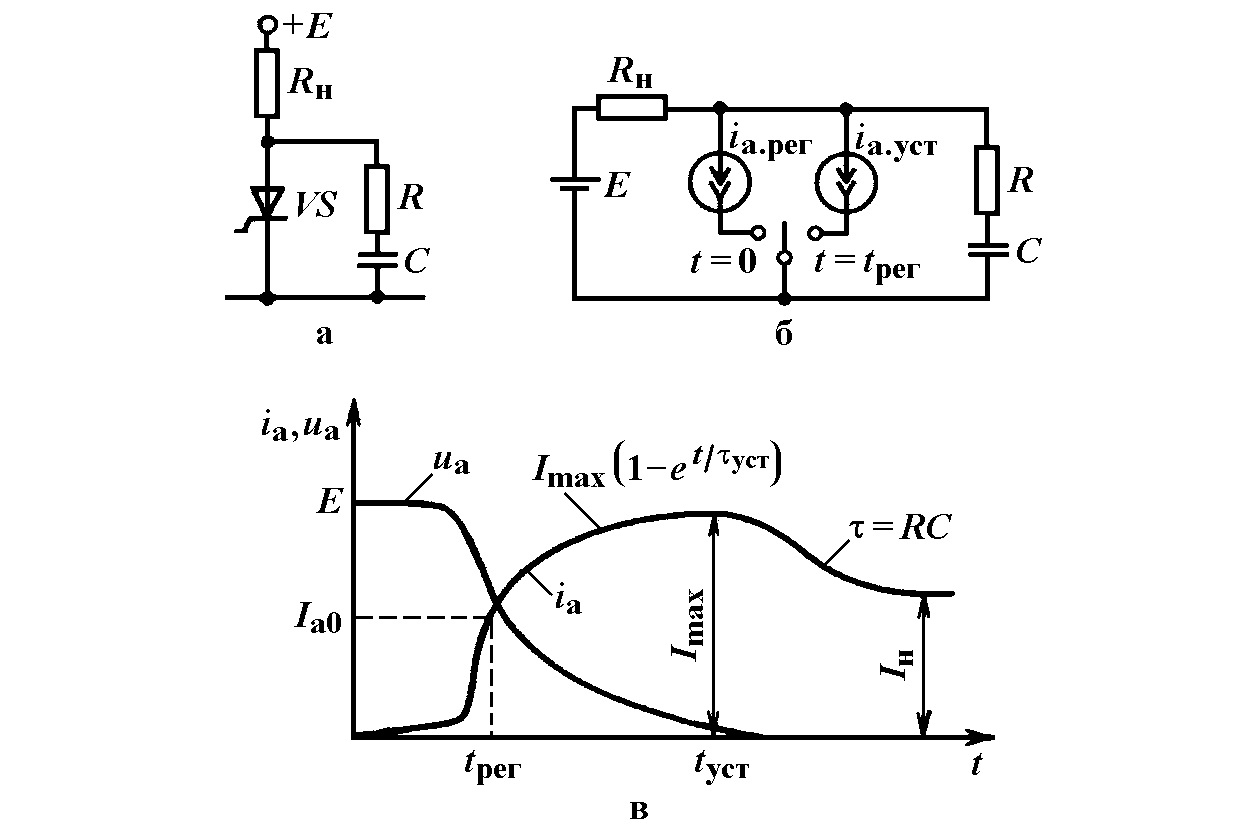 +E
Rн
VS
R
C
а
Rн
iа.рег
iа.уст
E
R
t = 0
t = tрег
C
б
iа,uа
uа
Imax(1−e^t/τуст)
E
τ = RC
iа
Iа0
Imax
Iн
tрег
tуст
t
в